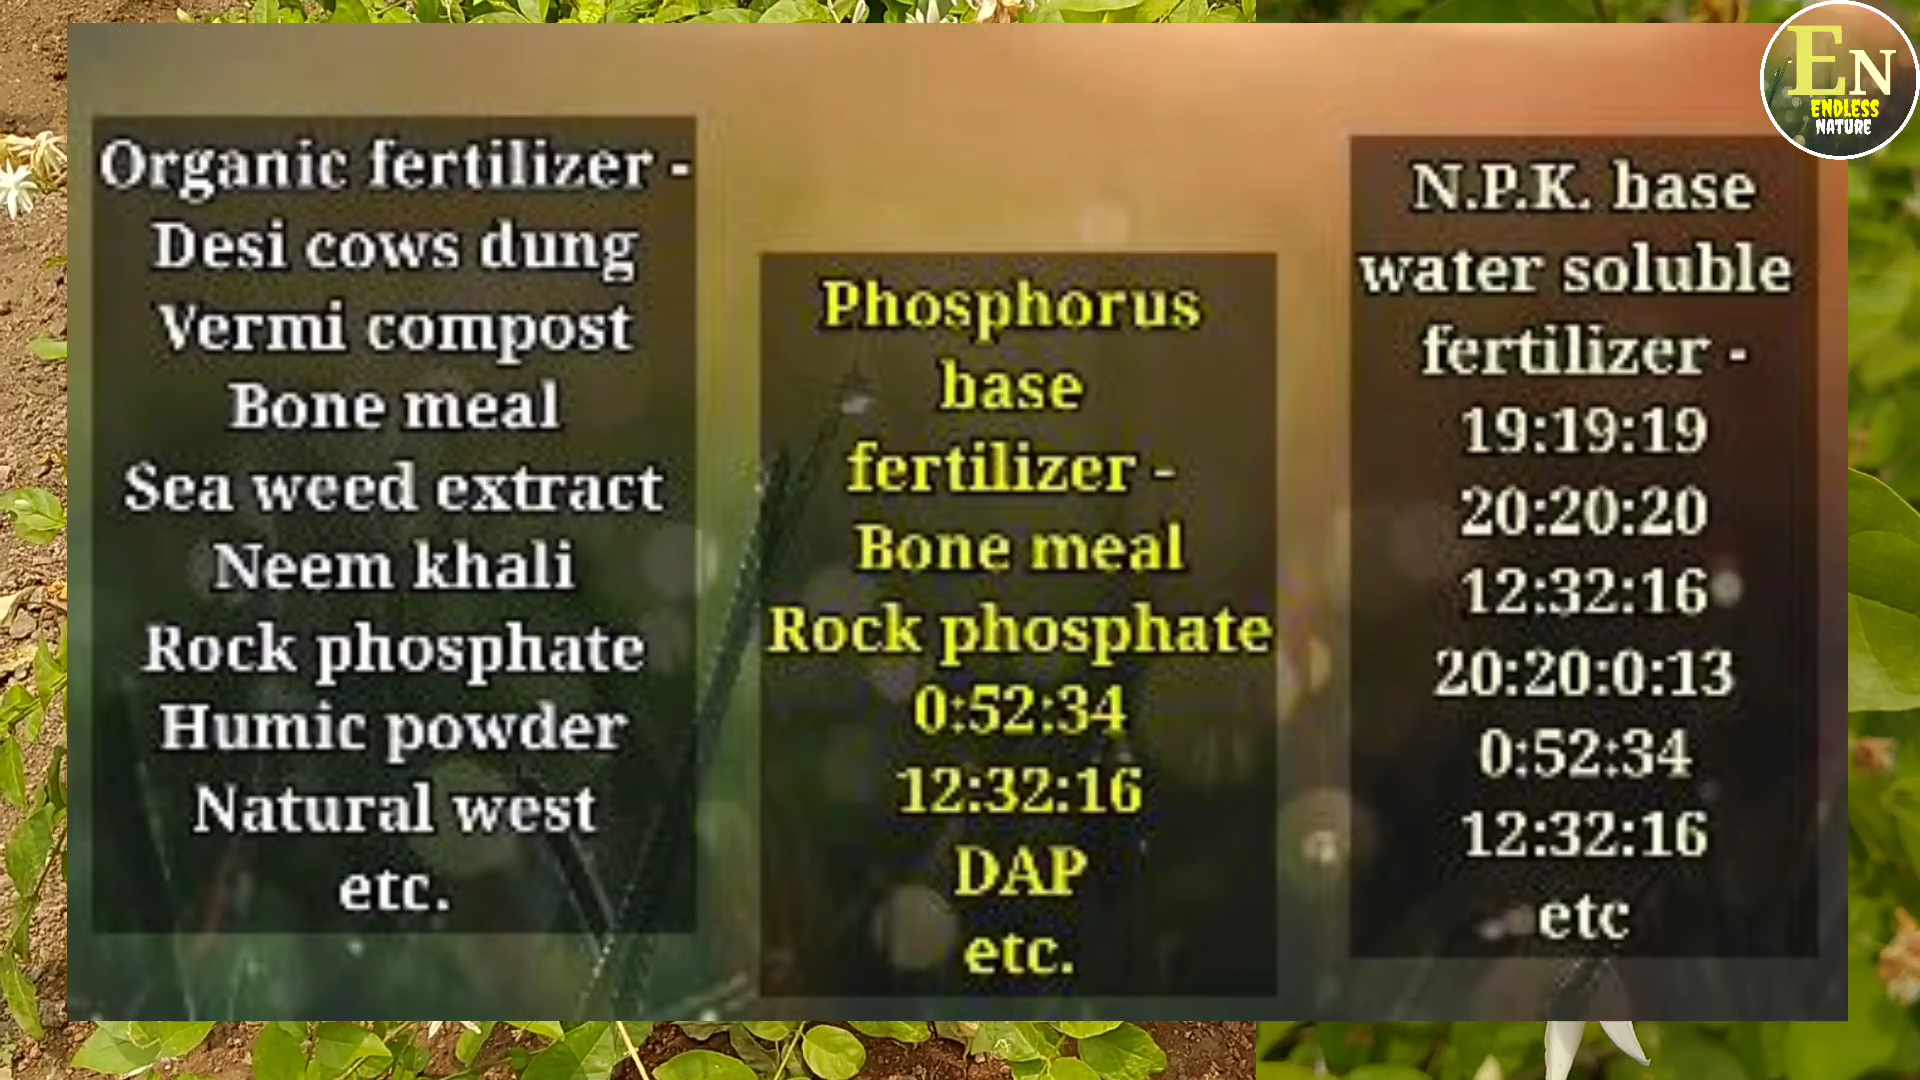 Organic fertilizer -
Desi cows dung
Vermi compost
Bone meal
Sea weed extract
Neem khali
Rock phosphate
Humic powder
Natural west
etc.
Phosphorus
base
fertilizer -
Bone meal
Rock phosphate
0:52:34
12:32:16
DAP
etc.
N.P.K. base
water soluble
fertilizer -
19:19:19
20:20:20
12:32:16
20:20:0:13
0:52:34
12:32:16
etc
EN
ENDLESS
NATURE